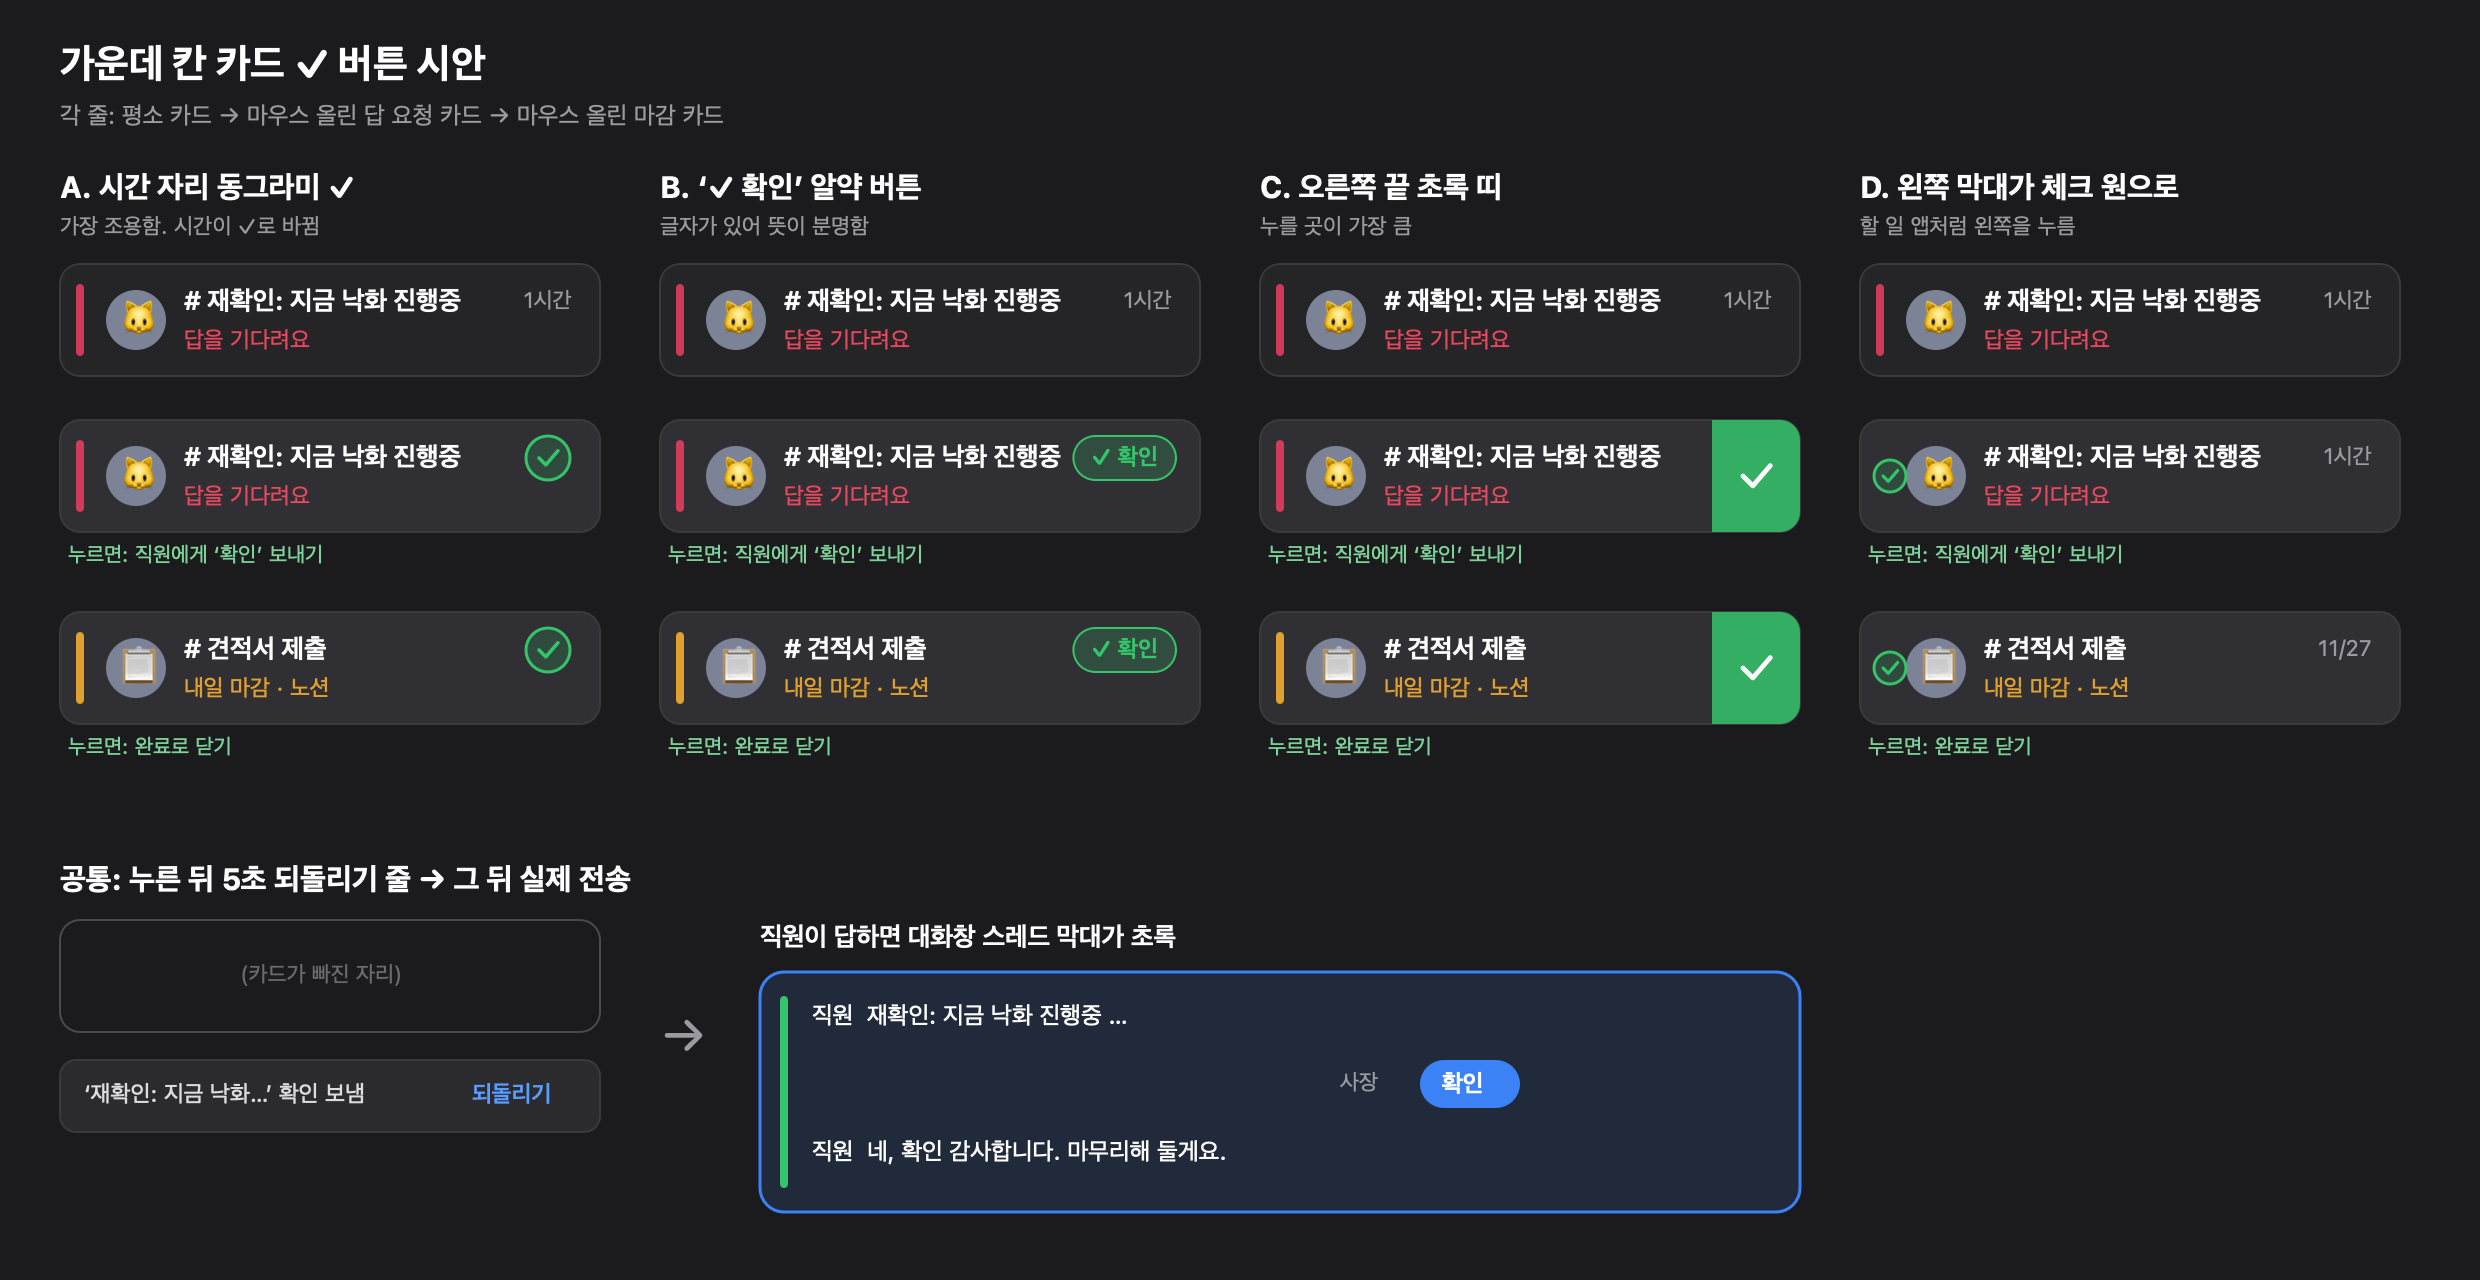 가운데 칸 카드 ✓ 버튼 시안
각 줄: 평소 카드 → 마우스 올린 답 요청 카드 → 마우스 올린 마감 카드
A. 시간 자리 동그라미 ✓
가장 조용함. 시간이 ✓로 바뀜
# 재확인: 지금 낙화 진행중 1시간
답을 기다려요
# 재확인: 지금 낙화 진행중
답을 기다려요
누르면: 직원에게 ‘확인’ 보내기
# 견적서 제출
내일 마감 · 노션
누르면: 완료로 닫기
B. ‘✓ 확인’ 알약 버튼
글자가 있어 뜻이 분명함
# 재확인: 지금 낙화 진행중 1시간
답을 기다려요
# 재확인: 지금 낙화 진행중 ✓ 확인
답을 기다려요
누르면: 직원에게 ‘확인’ 보내기
# 견적서 제출 ✓ 확인
내일 마감 · 노션
누르면: 완료로 닫기
C. 오른쪽 끝 초록 띠
누를 곳이 가장 큼
# 재확인: 지금 낙화 진행중 1시간
답을 기다려요
# 재확인: 지금 낙화 진행중
답을 기다려요
누르면: 직원에게 ‘확인’ 보내기
# 견적서 제출
내일 마감 · 노션
누르면: 완료로 닫기
D. 왼쪽 막대가 체크 원으로
할 일 앱처럼 왼쪽을 누름
# 재확인: 지금 낙화 진행중 1시간
답을 기다려요
# 재확인: 지금 낙화 진행중 1시간
답을 기다려요
누르면: 직원에게 ‘확인’ 보내기
# 견적서 제출 11/27
내일 마감 · 노션
누르면: 완료로 닫기
공통: 누른 뒤 5초 되돌리기 줄 → 그 뒤 실제 전송
(카드가 빠진 자리)
‘재확인: 지금 낙화...’ 확인 보냄 되돌리기
→
직원이 답하면 대화창 스레드 막대가 초록
직원 재확인: 지금 낙화 진행중 ...
사장 확인
직원 네, 확인 감사합니다. 마무리해 둘게요.